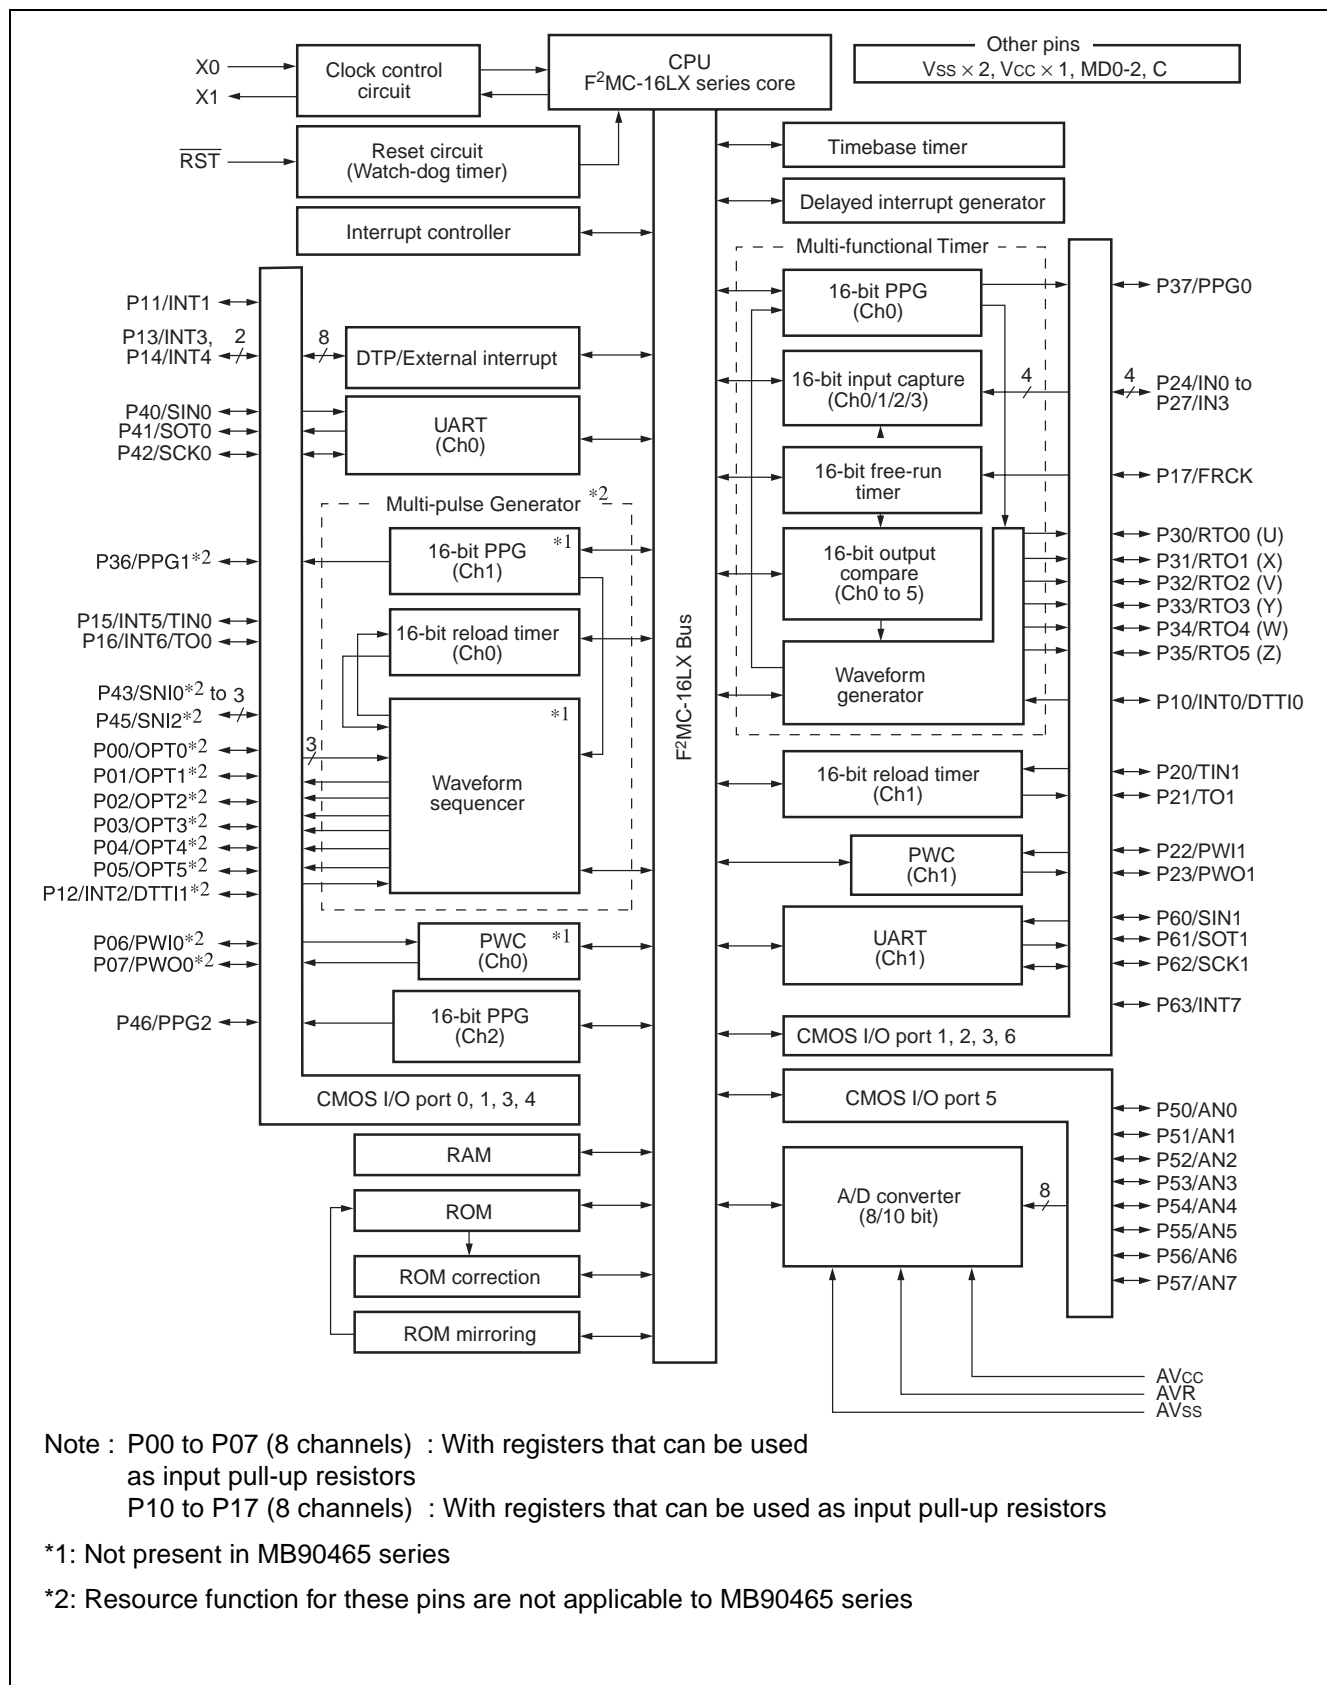 X0
X1
Clock control
circuit
CPU
F²MC-16LX series core
Other pins
Vss × 2, Vcc × 1, MD0-2, C
RST
Reset circuit
(Watch-dog timer)
Interrupt controller
Timebase timer
Delayed interrupt generator
F²MC-16LX Bus
P11/INT1
P13/INT3,
P14/INT4
2
8
DTP/External interrupt
P40/SIN0
P41/SOT0
P42/SCK0
UART
(Ch0)
Multi-pulse Generator *2
P36/PPG1*2
16-bit PPG
(Ch1)
*1
P15/INT5/TIN0
P16/INT6/TO0
16-bit reload timer
(Ch0)
P43/SNI0*2 to
P45/SNI2*2
3
P00/OPT0*2
P01/OPT1*2
P02/OPT2*2
P03/OPT3*2
P04/OPT4*2
P05/OPT5*2
P12/INT2/DTTI1*2
3
Waveform
sequencer
*1
P06/PWI0*2
P07/PWO0*2
PWC
(Ch0)
*1
P46/PPG2
16-bit PPG
(Ch2)
CMOS I/O port 0, 1, 3, 4
RAM
ROM
ROM correction
ROM mirroring
Multi-functional Timer
16-bit PPG
(Ch0)
P37/PPG0
16-bit input capture
(Ch0/1/2/3)
4
4
P24/IN0 to
P27/IN3
16-bit free-run
timer
P17/FRCK
16-bit output
compare
(Ch0 to 5)
P30/RTO0 (U)
P31/RTO1 (X)
P32/RTO2 (V)
P33/RTO3 (Y)
P34/RTO4 (W)
P35/RTO5 (Z)
Waveform
generator
P10/INT0/DTTI0
16-bit reload timer
(Ch1)
P20/TIN1
P21/TO1
PWC
(Ch1)
P22/PWI1
P23/PWO1
UART
(Ch1)
P60/SIN1
P61/SOT1
P62/SCK1
P63/INT7
CMOS I/O port 1, 2, 3, 6
CMOS I/O port 5
A/D converter
(8/10 bit)
8
P50/AN0
P51/AN1
P52/AN2
P53/AN3
P54/AN4
P55/AN5
P56/AN6
P57/AN7
AVcc
AVR
AVss
Note : P00 to P07 (8 channels) : With registers that can be used
as input pull-up resistors
P10 to P17 (8 channels) : With registers that can be used as input pull-up resistors
*1: Not present in MB90465 series
*2: Resource function for these pins are not applicable to MB90465 series